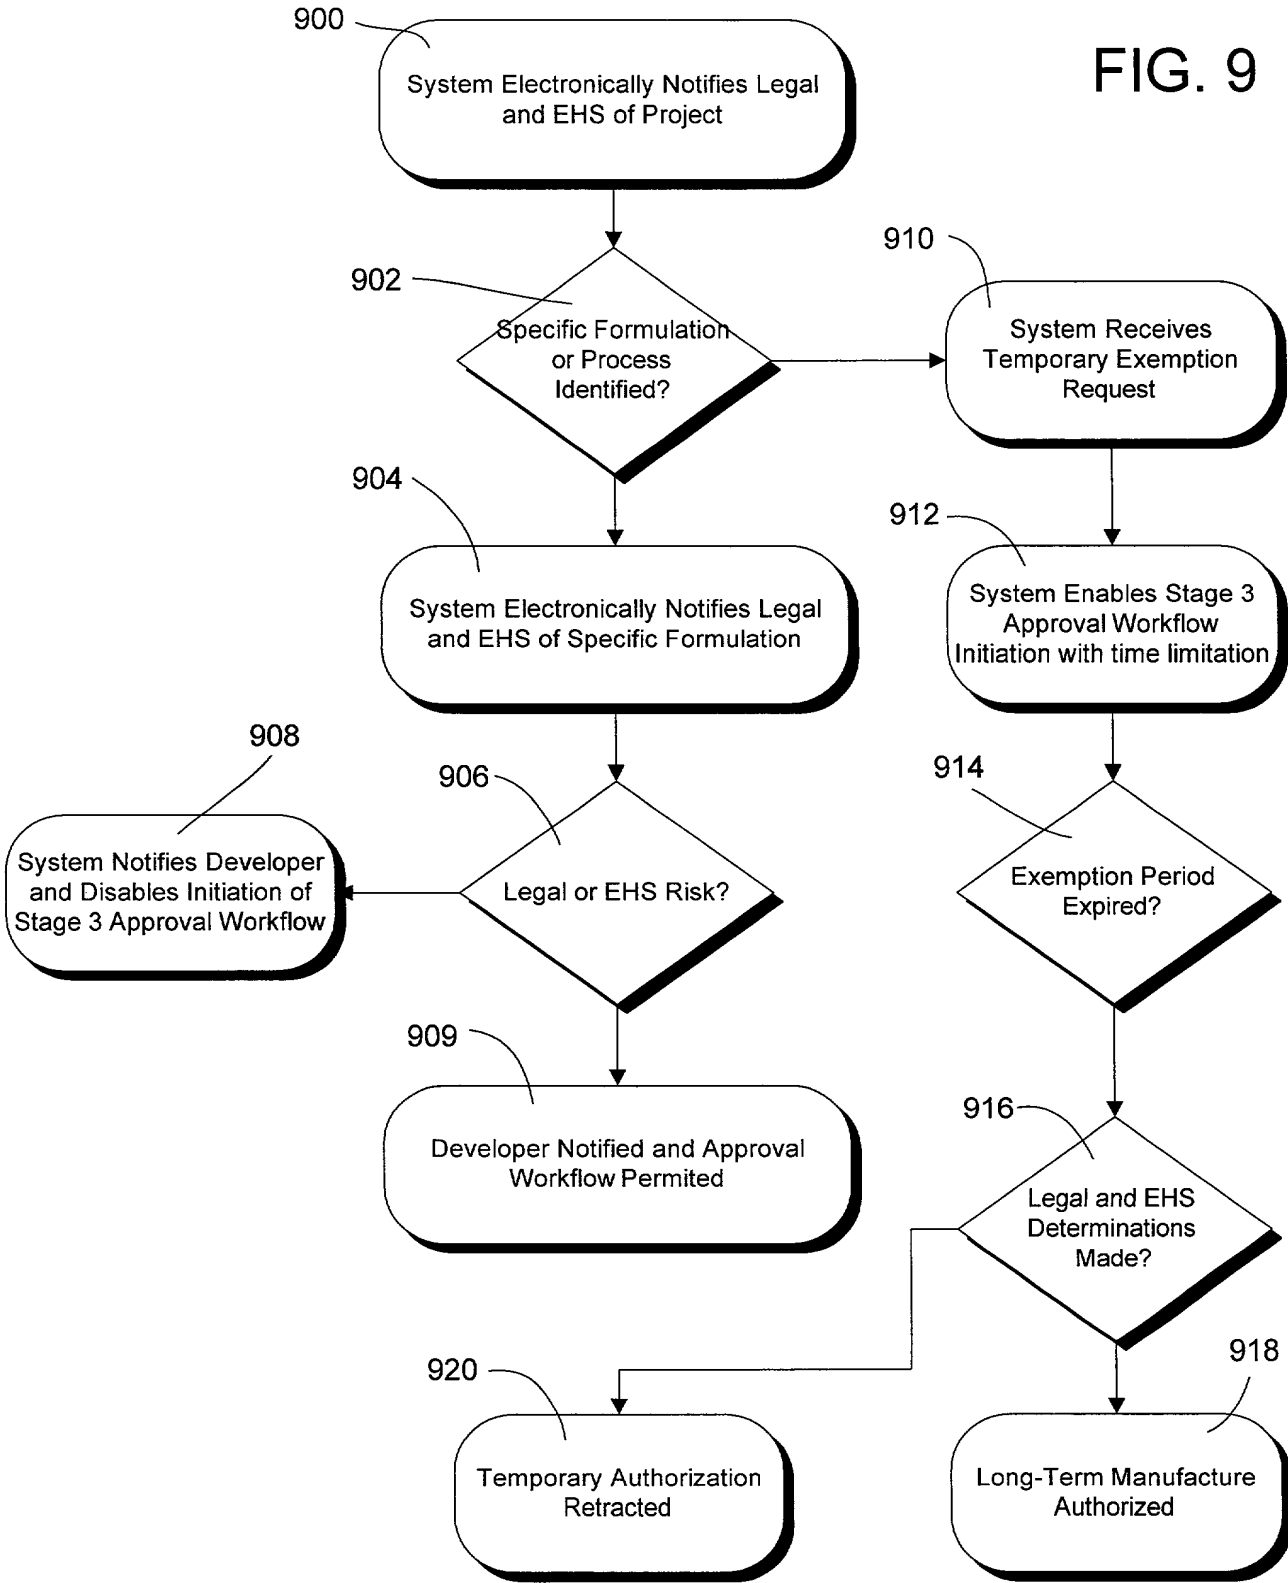 900
System Electronically Notifies Legal
and EHS of Project
FIG. 9
902
Specific Formulation
or Process
Identified?
910
System Receives
Temporary Exemption
Request
904
System Electronically Notifies Legal
and EHS of Specific Formulation
912
System Enables Stage 3
Approval Workflow
Initiation with time limitation
908
System Notifies Developer
and Disables Initiation of
Stage 3 Approval Workflow
906
Legal or EHS Risk?
914
Exemption Period
Expired?
909
Developer Notified and Approval
Workflow Permited
916
Legal and EHS
Determinations
Made?
920
Temporary Authorization
Retracted
918
Long-Term Manufacture
Authorized